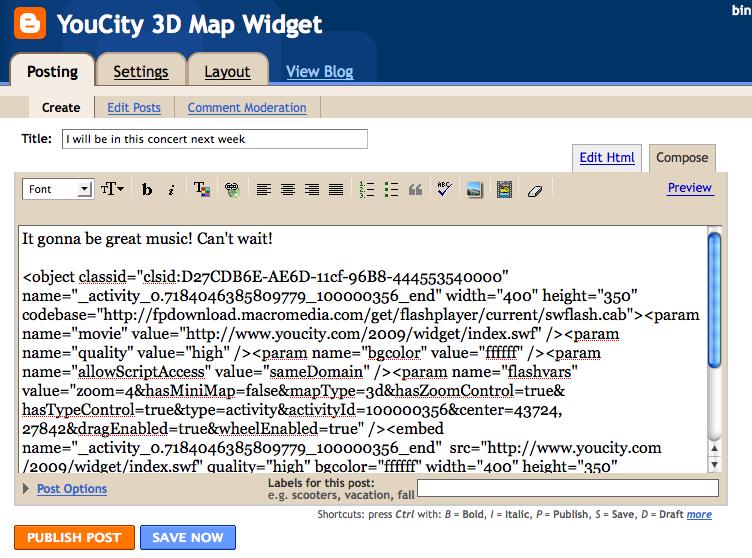 bin
YouCity 3D Map Widget
Posting Settings Layout View Blog
Create Edit Posts Comment Moderation
Title: I will be in this concert next week
Edit Html Compose
Font TT b i ABC Preview
It gonna be great music! Can't wait!
<object classid="clsid:D27CDB6E-AE6D-11cf-96B8-444553540000"
name="_activity_0.7184046385809779_100000356_end" width="400" height="350"
codebase="http://fpdownload.macromedia.com/get/flashplayer/current/swflash.cab"><param
name="movie" value="http://www.youcity.com/2009/widget/index.swf" /><param
name="quality" value="high" /><param name="bgcolor" value="ffffff" /><param
name="allowScriptAccess" value="sameDomain" /><param name="flashvars"
value="zoom=4&hasMiniMap=false&mapType=3d&hasZoomControl=true&
hasTypeControl=true&type=activity&activityId=100000356&center=43724,
27842&dragEnabled=true&wheelEnabled=true" /><embed
name="_activity_0.7184046385809779_100000356_end" src="http://www.youcity.com
/2009/widget/index.swf" quality="high" bgcolor="ffffff" width="400" height="350"
Post Options
Labels for this post:
e.g. scooters, vacation, fall
Shortcuts: press Ctrl with: B = Bold, I = Italic, P = Publish, S = Save, D = Draft more
PUBLISH POST SAVE NOW